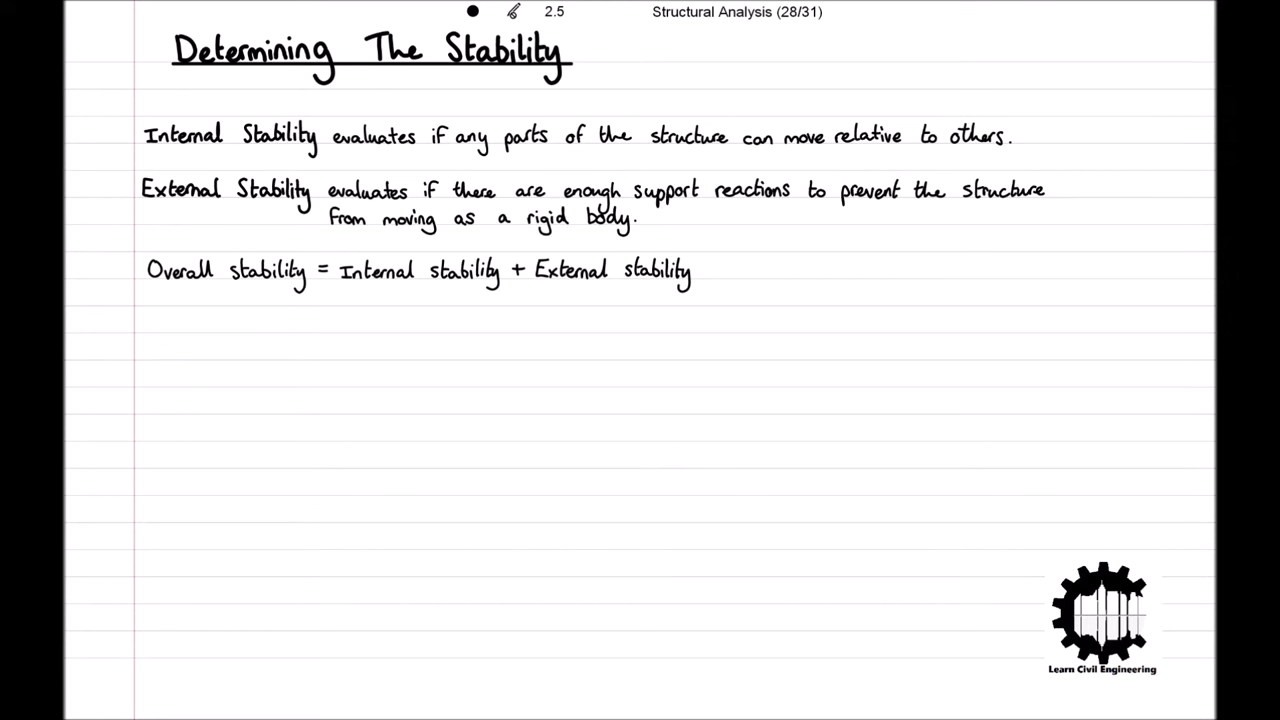 2.5 Structural Analysis (28/31)
Determining The Stability
Internal Stability evaluates if any parts of the structure can move relative to others.
External Stability evaluates if there are enough support reactions to prevent the structure
from moving as a rigid body.
Overall stability = Internal stability + External stability
Learn Civil Engineering